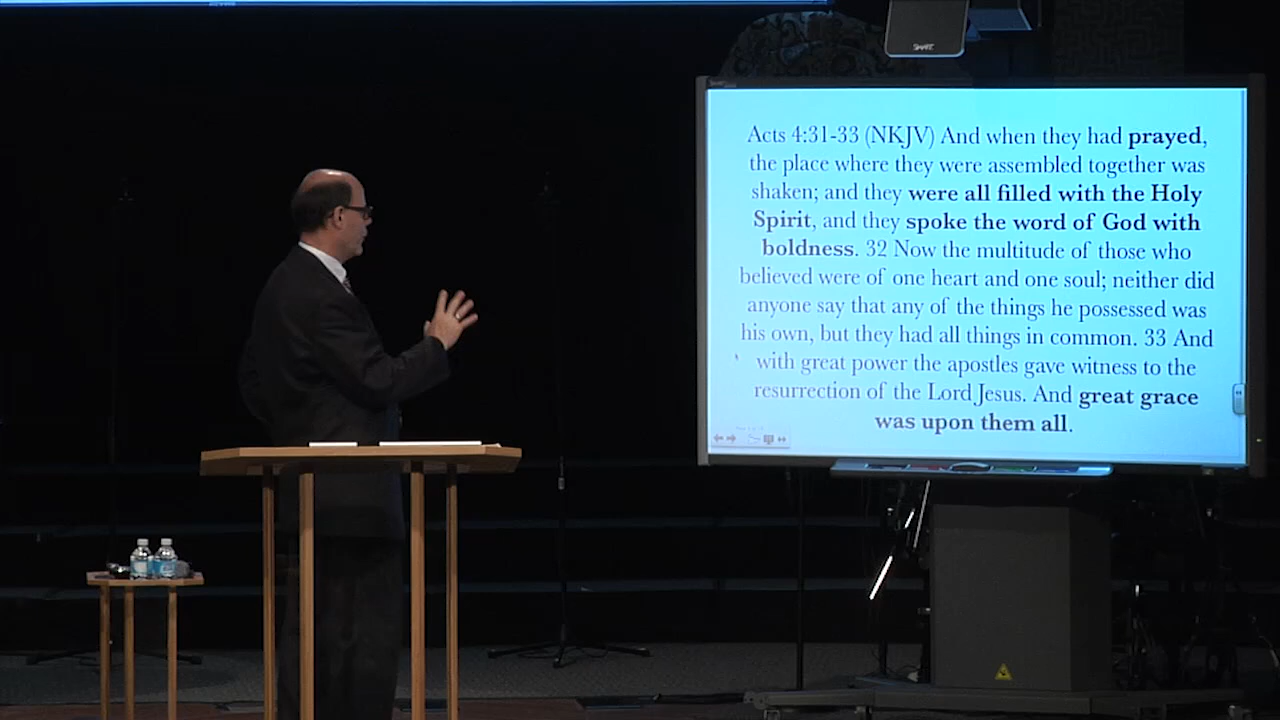 SMART
Acts 4:31-33 (NKJV) And when they had prayed,
the place where they were assembled together was
shaken; and they were all filled with the Holy
Spirit, and they spoke the word of God with
boldness. 32 Now the multitude of those who
believed were of one heart and one soul; neither did
anyone say that any of the things he possessed was
his own, but they had all things in common. 33 And
with great power the apostles gave witness to the
resurrection of the Lord Jesus. And great grace
was upon them all.